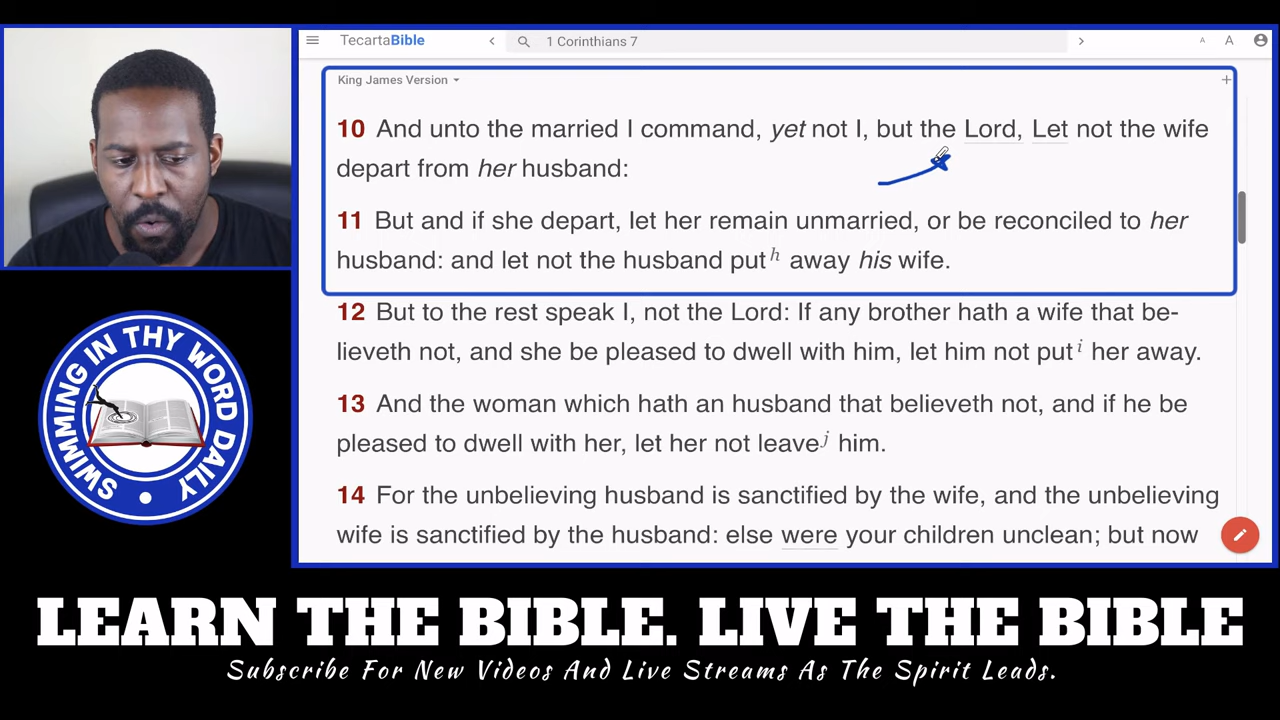 TecartaBible
1 Corinthians 7
A A
King James Version
10 And unto the married I command, yet not I, but the Lord, Let not the wife
depart from her husband:
11 But and if she depart, let her remain unmarried, or be reconciled to her
husband: and let not the husband put h away his wife.
12 But to the rest speak I, not the Lord: If any brother hath a wife that be-
lieveth not, and she be pleased to dwell with him, let him not put i her away.
13 And the woman which hath an husband that believeth not, and if he be
pleased to dwell with her, let her not leave j him.
14 For the unbelieving husband is sanctified by the wife, and the unbelieving
wife is sanctified by the husband: else were your children unclean; but now
SWIMMING IN THY WORD DAILY
LEARN THE BIBLE. LIVE THE BIBLE
Subscribe For New Videos And Live Streams As The Spirit Leads.